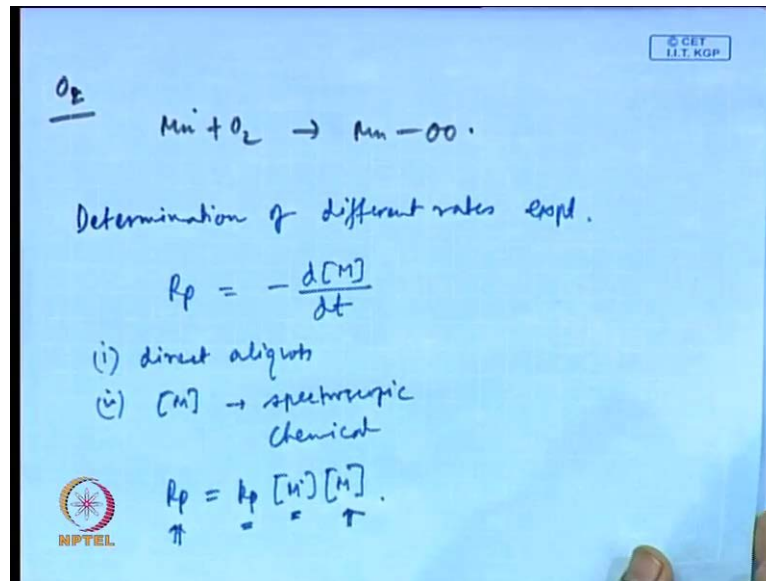 © CET
I.I.T. KGP
O2
Mn· + O2 → Mn — OO·
Determination of different rates expt.
Rp = - d[M]/dt
(i) direct aliquots
(ii) [M] → spectroscopic
chemical
Rp = kp [M·][M].
NPTEL